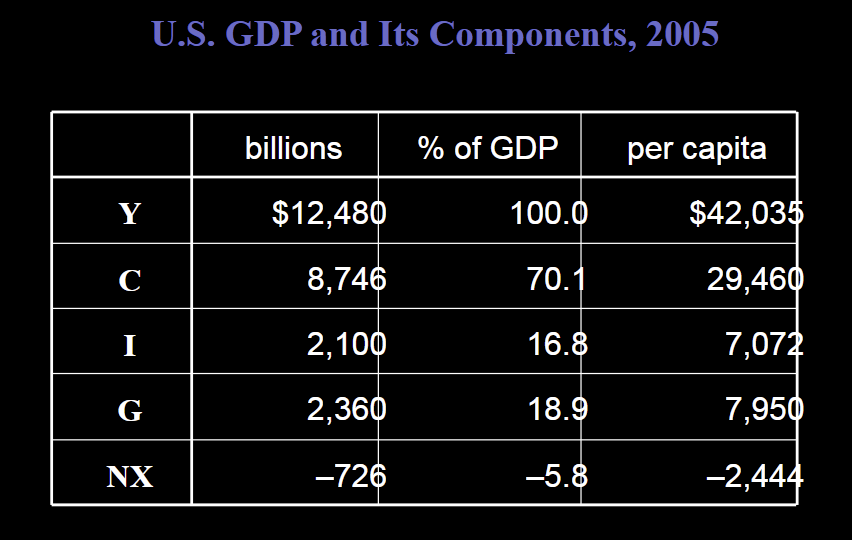 U.S. GDP and Its Components, 2005
billions % of GDP per capita
Y $12,480 100.0 $42,035
C 8,746 70.1 29,460
I 2,100 16.8 7,072
G 2,360 18.9 7,950
NX –726 –5.8 –2,444